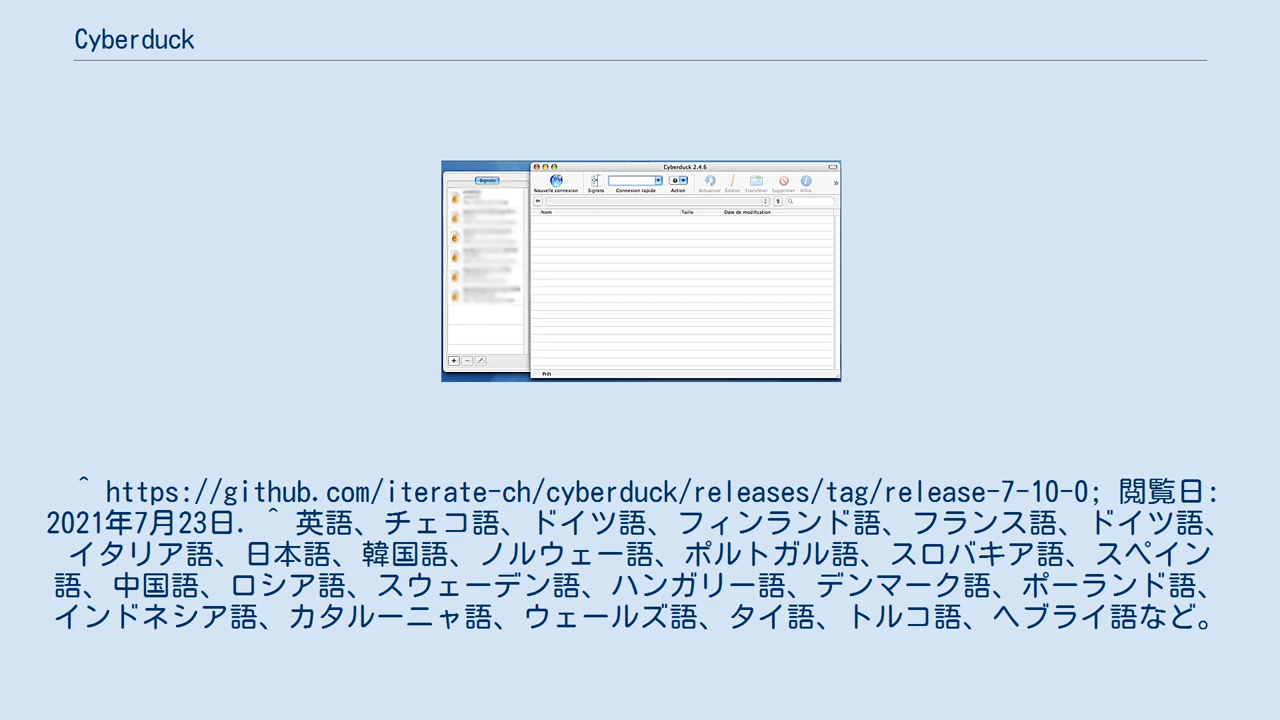 Cyberduck
Cyberduck 2.4.6
Signets
Nouvelle connexion Signets Connexion rapide Action Actualiser Édition Transférer Supprimer Infos
Nom Taille Date de modification
Prêt
^ https://github.com/iterate-ch/cyberduck/releases/tag/release-7-10-0; 閲覧日:
2021年7月23日. ^ 英語、チェコ語、ドイツ語、フィンランド語、フランス語、ドイツ語、
イタリア語、日本語、韓国語、ノルウェー語、ポルトガル語、スロバキア語、スペイン
語、中国語、ロシア語、スウェーデン語、ハンガリー語、デンマーク語、ポーランド語、
インドネシア語、カタルーニャ語、ウェールズ語、タイ語、トルコ語、ヘブライ語など。